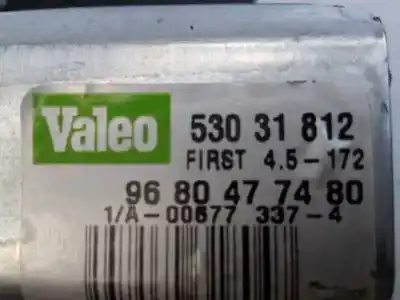 Valeo
530 31 812
FIRST 4.5-172
96 80 47 74 80
1/A-00677 337-4